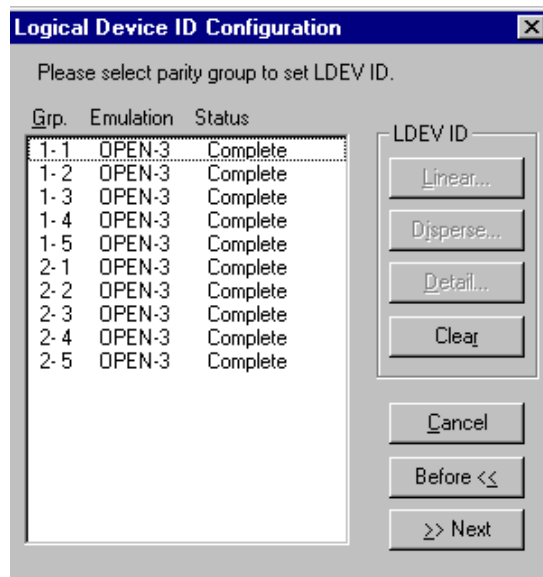 Logical Device ID Configuration
Please select parity group to set LDEV ID.
Grp. Emulation Status
1- 1 OPEN-3 Complete
1- 2 OPEN-3 Complete
1- 3 OPEN-3 Complete
1- 4 OPEN-3 Complete
1- 5 OPEN-3 Complete
2- 1 OPEN-3 Complete
2- 2 OPEN-3 Complete
2- 3 OPEN-3 Complete
2- 4 OPEN-3 Complete
2- 5 OPEN-3 Complete
LDEV ID
Linear...
Disperse...
Detail...
Clear
Cancel
Before <<
>> Next